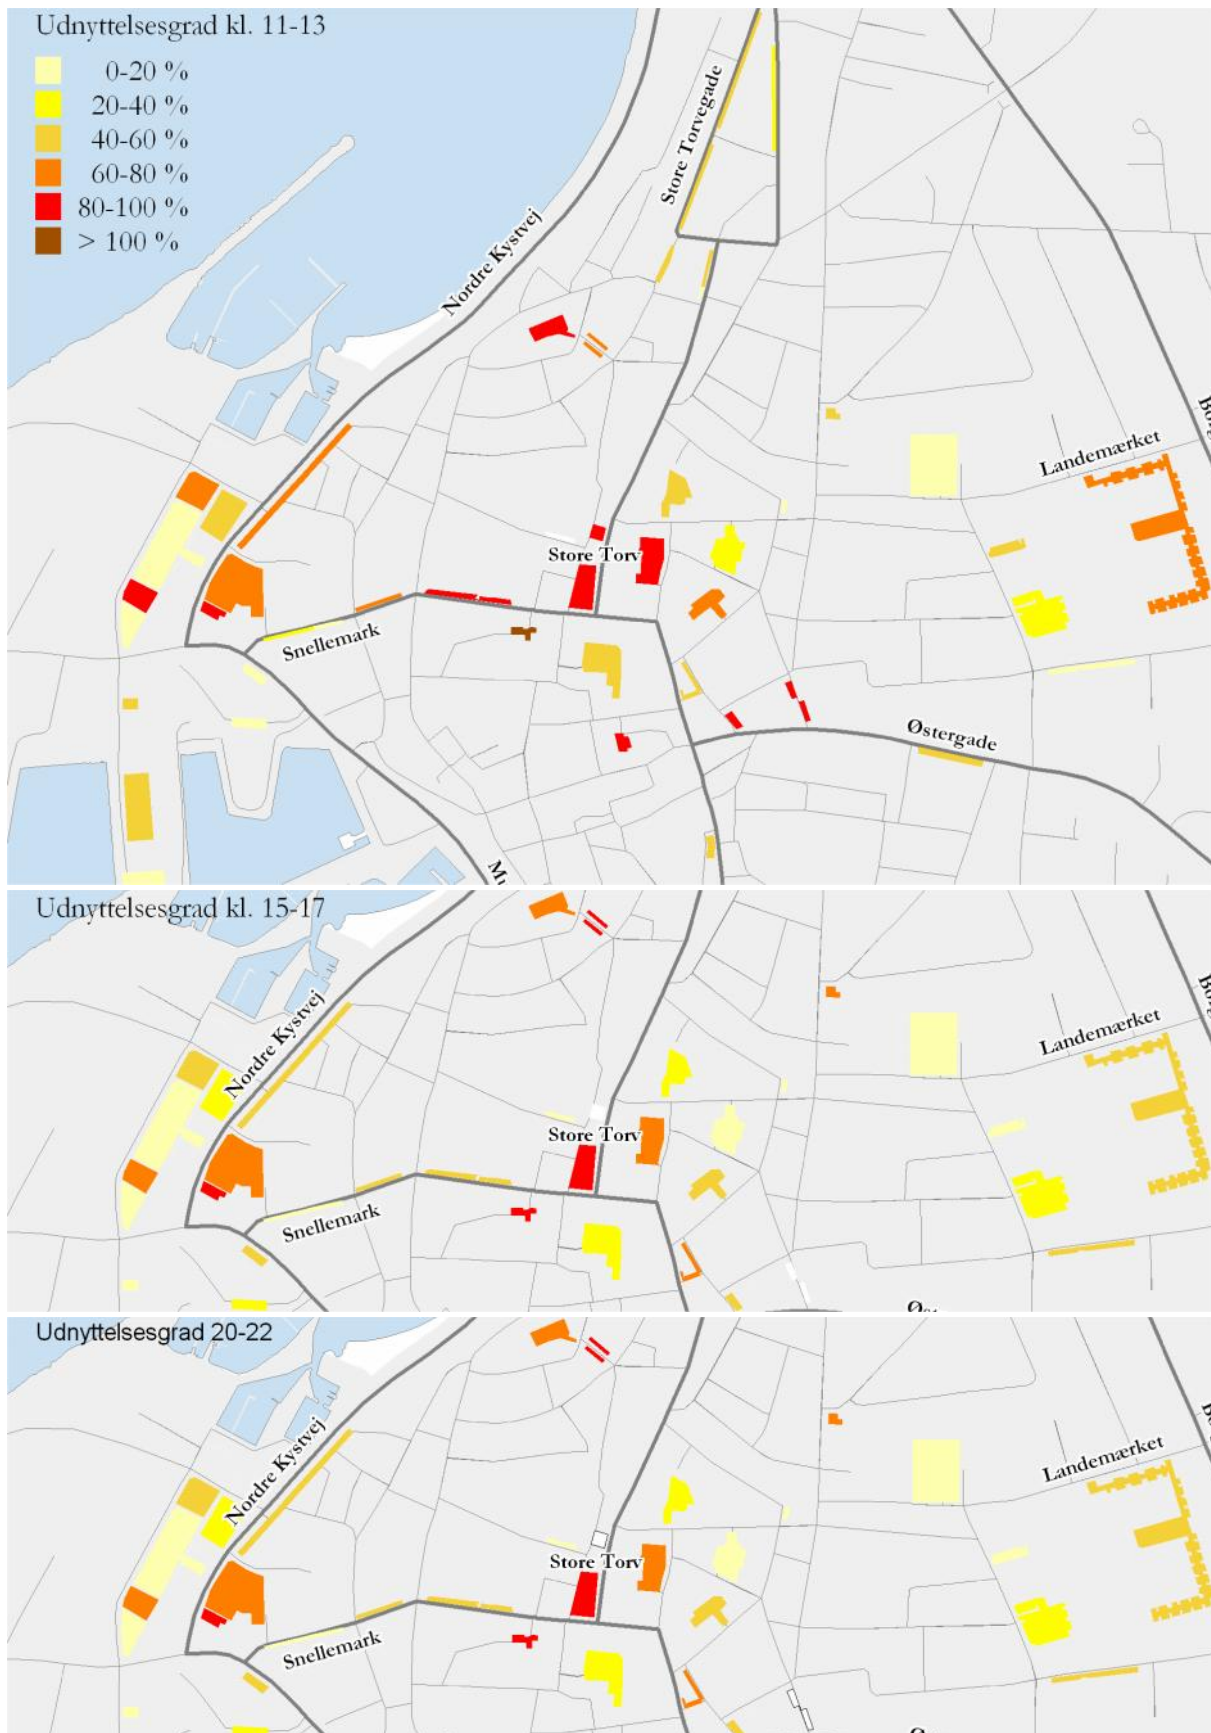 Udnyttelsesgrad kl. 11-13
0-20 %
20-40 %
40-60 %
60-80 %
80-100 %
> 100 %
Store Torvegade
Nordre Kystvej
Landemærket
Store Torv
Snellemark
Østergade
Udnyttelsesgrad kl. 15-17
Nordre Kystvej
Landemærket
Store Torv
Snellemark
Udnyttelsesgrad 20-22
Nordre Kystvej
Landemærket
Store Torv
Snellemark